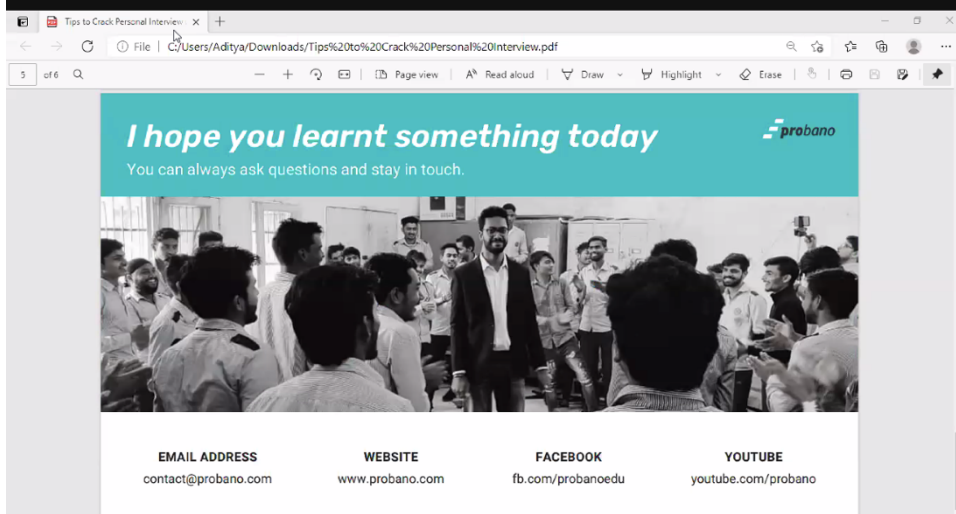 Tips to Crack Personal Interview
File | C:/Users/Aditya/Downloads/Tips%20to%20Crack%20Personal%20Interview.pdf
5 of 6 Page view | Read aloud | Draw Highlight Erase
I hope you learnt something today
probano
You can always ask questions and stay in touch.
EMAIL ADDRESS WEBSITE FACEBOOK YOUTUBE
contact@probano.com www.probano.com fb.com/probanoedu youtube.com/probano